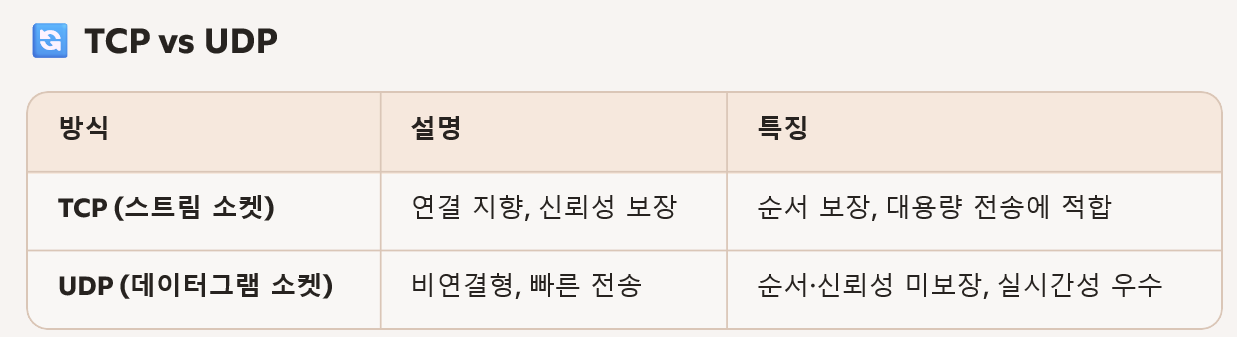 TCP vs UDP
방식 설명 특징
TCP (스트림 소켓) 연결 지향, 신뢰성 보장 순서 보장, 대용량 전송에 적합
UDP (데이터그램 소켓) 비연결형, 빠른 전송 순서·신뢰성 미보장, 실시간성 우수